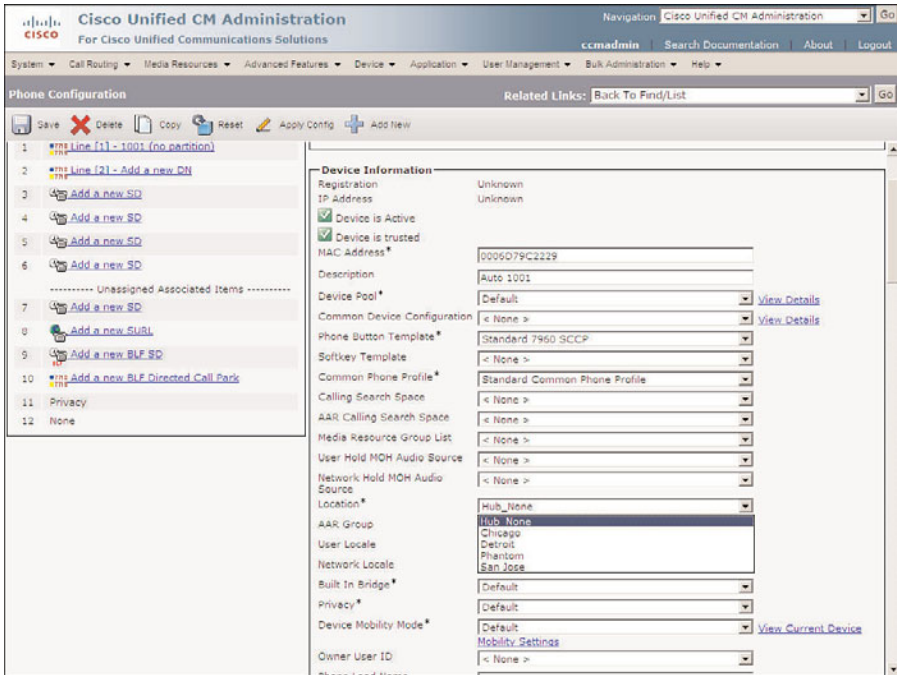 Cisco Unified CM Administration
For Cisco Unified Communications Solutions
CISCO
Navigation Cisco Unified CM Administration Go
ccmadmin Search Documentation About Logout
System Call Routing Media Resources Advanced Features Device Application User Management Bulk Administration Help
Phone Configuration
Related Links: Back To Find/List Go
Save Delete Copy Reset Apply Config Add New
1 Line [1] - 1001 (no partition)
2 Line [2] - Add a new DN
3 Add a new SD
4 Add a new SD
5 Add a new SD
6 Add a new SD
---------- Unassigned Associated Items ----------
7 Add a new SD
8 Add a new SURL
9 Add a new BLF SD
10 Add a new BLF Directed Call Park
11 Privacy
12 None
Device Information
Registration Unknown
IP Address Unknown
Device is Active
Device is trusted
MAC Address* 0006D79C2229
Description Auto 1001
Device Pool* Default View Details
Common Device Configuration < None > View Details
Phone Button Template* Standard 7960 SCCP
Softkey Template < None >
Common Phone Profile* Standard Common Phone Profile
Calling Search Space < None >
AAR Calling Search Space < None >
Media Resource Group List < None >
User Hold MOH Audio Source < None >
Network Hold MOH Audio Source < None >
Location* Hub_None
Hub_None
Chicago
Detroit
Phantom
San Jose
AAR Group
User Locale
Network Locale
Built In Bridge* Default
Privacy* Default
Device Mobility Mode* Default View Current Device
Mobility Settings
Owner User ID < None >
Phone Load Name